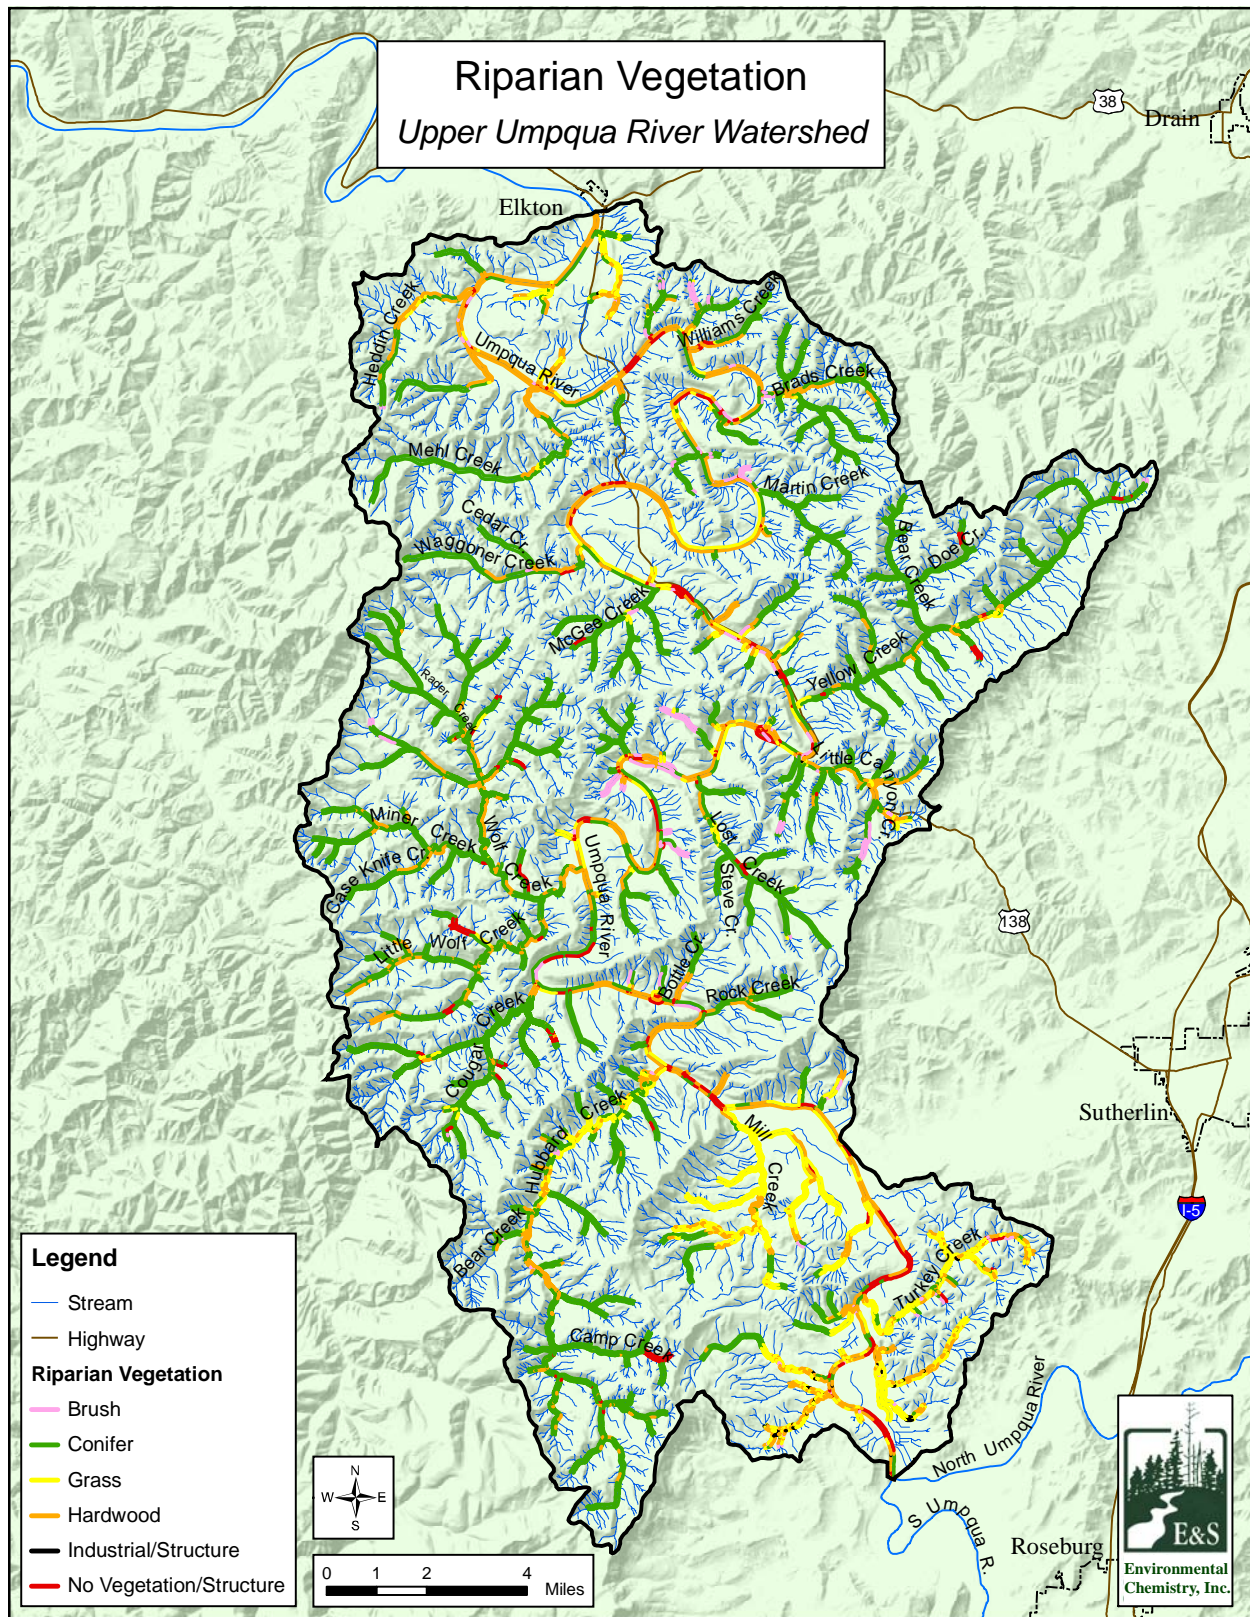 Riparian Vegetation
Upper Umpqua River Watershed
38
Drain
Elkton
Heddin Creek
Umpqua River
Williams Creek
Brads Creek
Mehl Creek
Martin Creek
Cedar Cr.
Waggoner Creek
Bear Creek
Doe Cr.
McGee Creek
Yellow Creek
Rader Creek
Little Canyon Cr.
Miner Creek
Wolf Creek
Case Knife Cr.
Umpqua River
Lost Creek
Steve Cr.
Little Wolf Creek
138
Bottle Cr.
Rock Creek
Cougar Creek
Hubbard Creek
Mill Creek
Sutherlin
I-5
Bear Creek
Turkey Creek
Camp Creek
North Umpqua River
S Umpqua R.
Roseburg
Legend
Stream
Highway
Riparian Vegetation
Brush
Conifer
Grass
Hardwood
Industrial/Structure
No Vegetation/Structure
N
W E
S
0 1 2 4 Miles
E&S
Environmental
Chemistry, Inc.